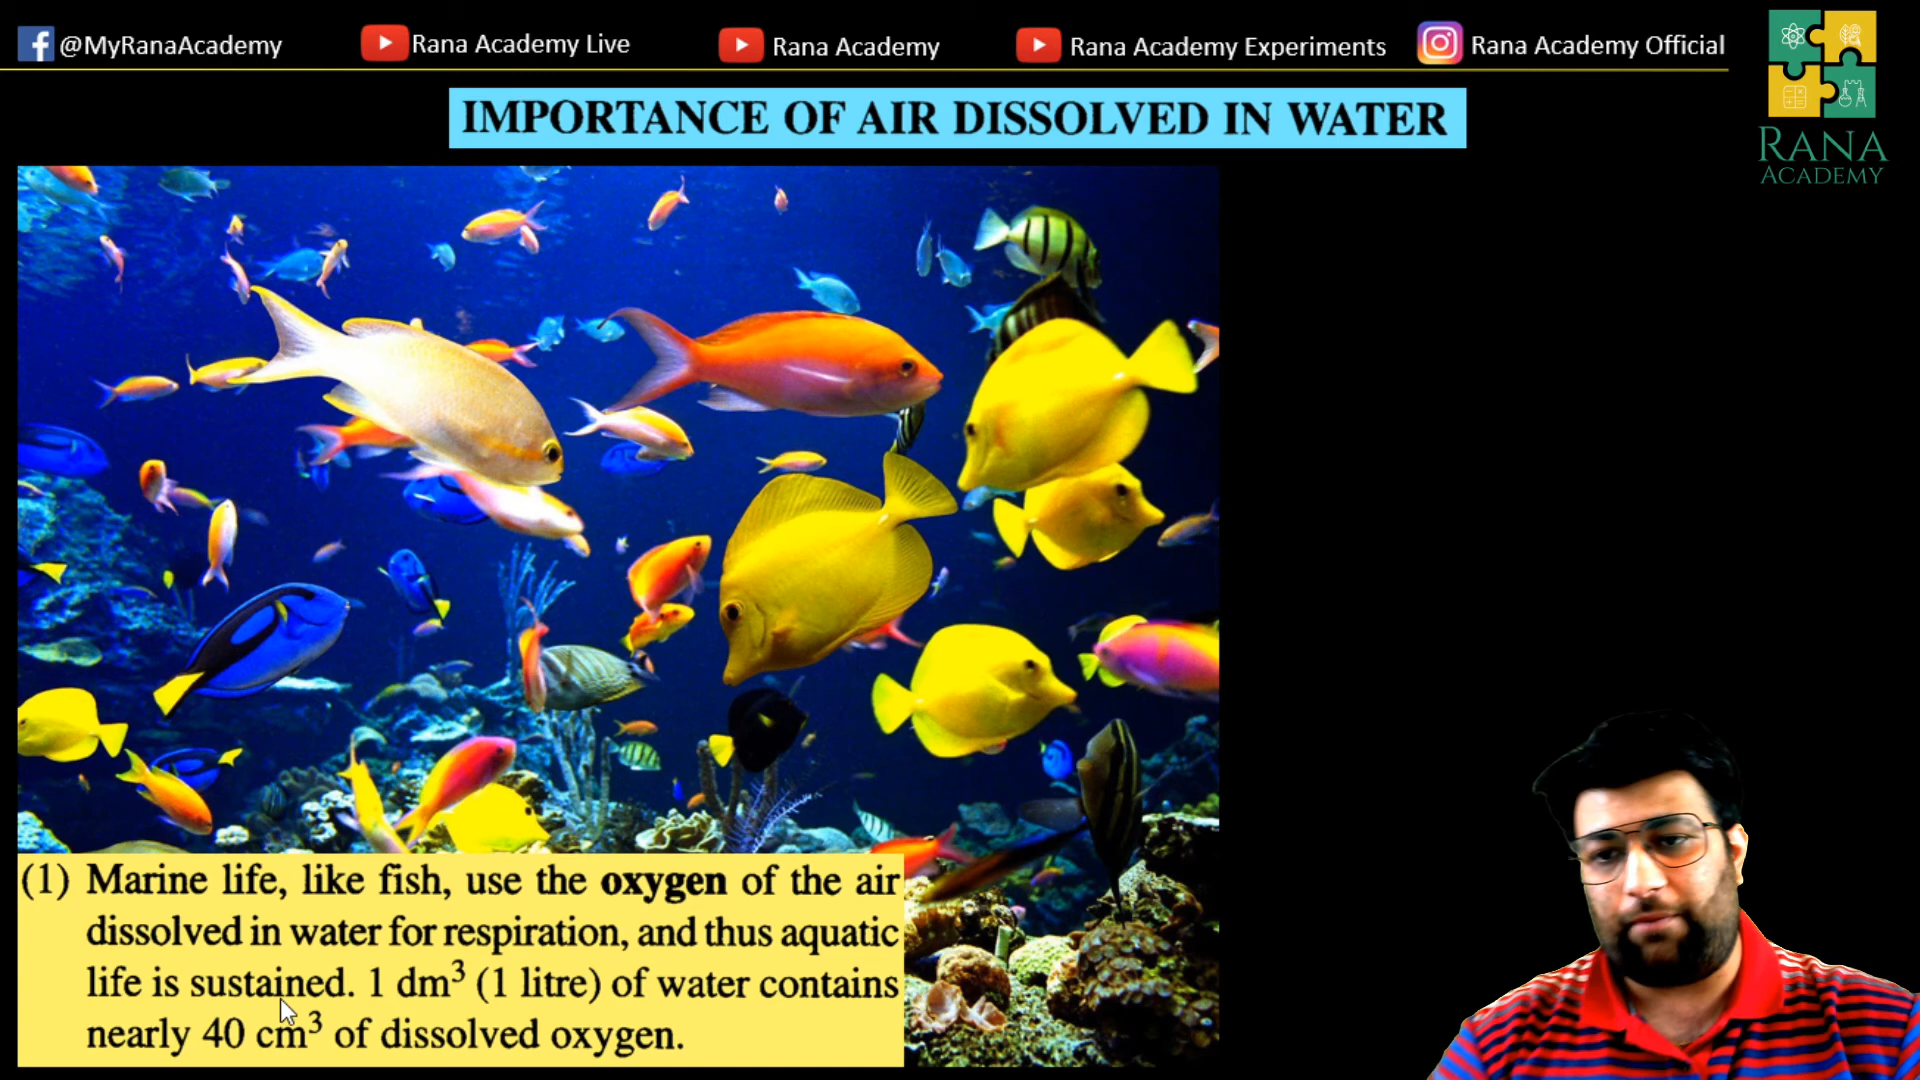 @MyRanaAcademy
Rana Academy Live
Rana Academy
Rana Academy Experiments
Rana Academy Official
RANA
ACADEMY
IMPORTANCE OF AIR DISSOLVED IN WATER
(1) Marine life, like fish, use the oxygen of the air
dissolved in water for respiration, and thus aquatic
life is sustained. 1 dm³ (1 litre) of water contains
nearly 40 cm³ of dissolved oxygen.